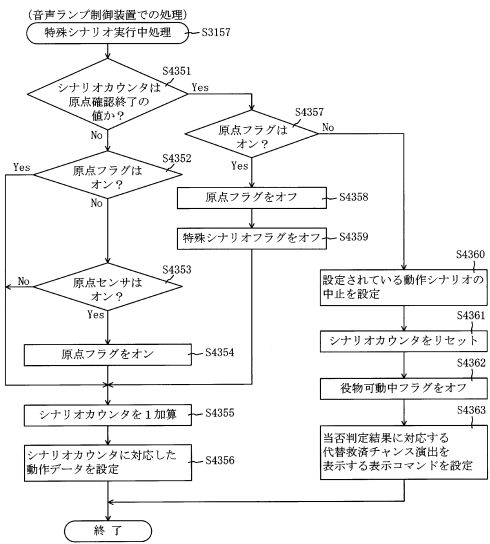 (音声ランプ制御装置での処理)
特殊シナリオ実行中処理
S3157
シナリオカウンタは
原点確認終了の
値か?
S4351
Yes
No
原点フラグは
オン?
S4357
No
Yes
原点フラグは
オン?
S4352
Yes
No
原点フラグをオフ
S4358
特殊シナリオフラグをオフ
S4359
原点センサは
オン?
S4353
No
Yes
設定されている動作シナリオの
中止を設定
S4360
シナリオカウンタをリセット
S4361
原点フラグをオン
S4354
役物可動中フラグをオフ
S4362
シナリオカウンタを1加算
S4355
当否判定結果に対応する
代替救済チャンス演出を
表示する表示コマンドを設定
S4363
シナリオカウンタに対応した
動作データを設定
S4356
終了